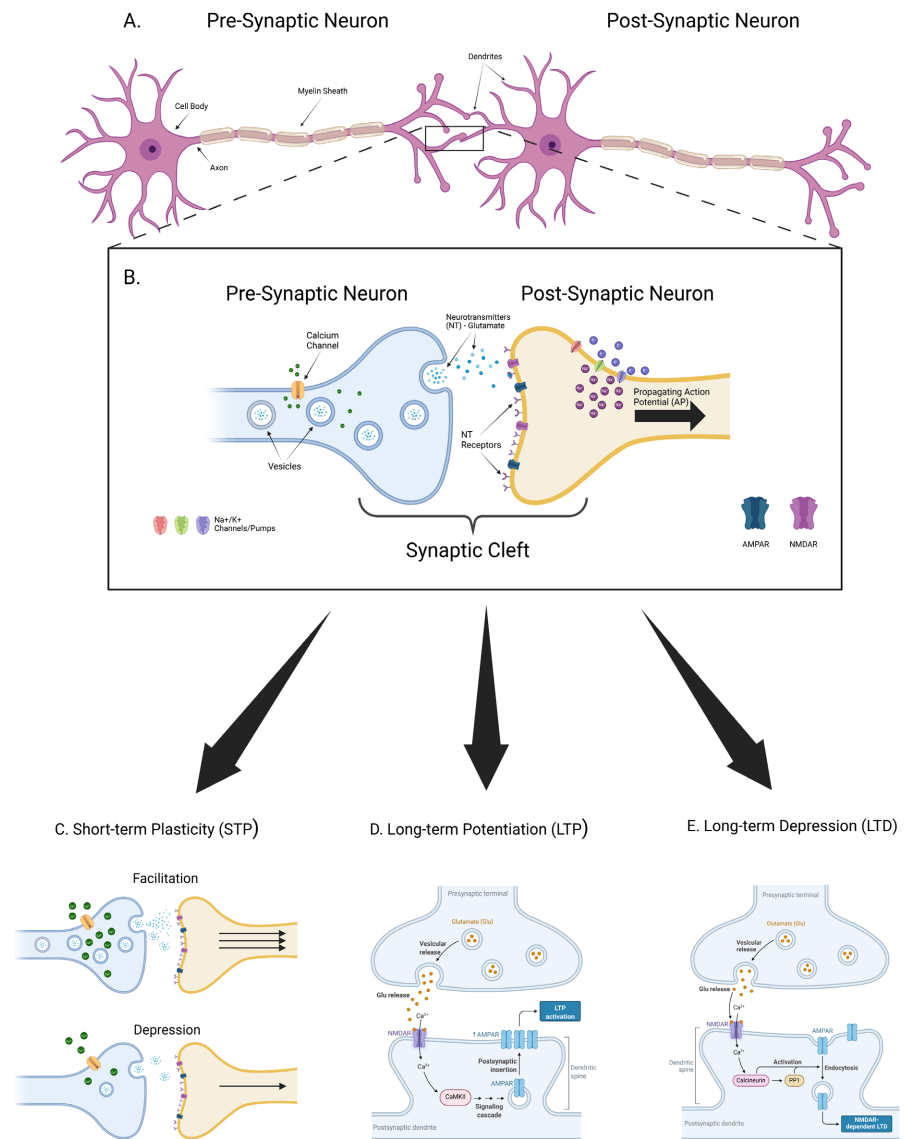 A.
Pre-Synaptic Neuron
Post-Synaptic Neuron
Dendrites
Myelin Sheath
Cell Body
Axon
B.
Pre-Synaptic Neuron
Post-Synaptic Neuron
Neurotransmitters
(NT) - Glutamate
Calcium
Channel
Propagating Action
Potential (AP)
NT
Receptors
Vesicles
Na+/K+
Channels/Pumps
Synaptic Cleft
AMPAR
NMDAR
C. Short-term Plasticity (STP)
Facilitation
Depression
D. Long-term Potentiation (LTP)
Presynaptic terminal
Glutamate (Glu)
Vesicular
release
Glu release
Ca²⁺
NMDAR
↑ AMPAR
LTP
activation
Ca²⁺
Postsynaptic
insertion
AMPAR
CaMKII
Signaling
cascade
Dendritic
spine
Postsynaptic dendrite
E. Long-term Depression (LTD)
Presynaptic terminal
Glutamate (Glu)
Vesicular
release
Glu release
Ca²⁺
NMDAR
AMPAR
Ca²⁺
Activation
Endocytosis
Calcineurin
PP1
Dendritic
spine
NMDAR-
dependent LTD
Postsynaptic dendrite